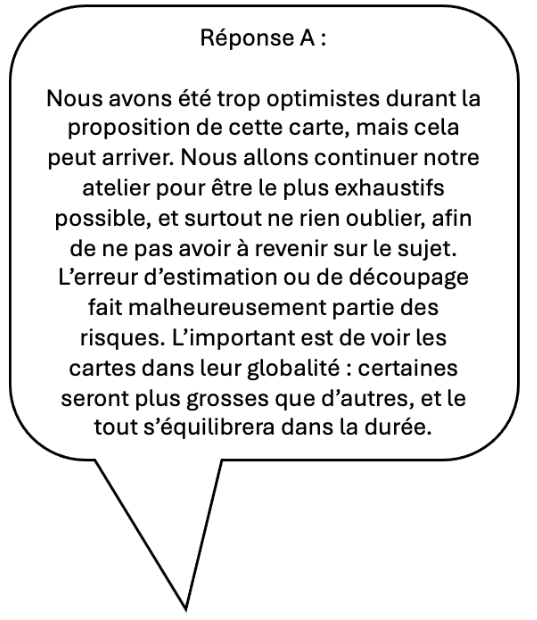 Réponse A :
Nous avons été trop optimistes durant la
proposition de cette carte, mais cela
peut arriver. Nous allons continuer notre
atelier pour être le plus exhaustifs
possible, et surtout ne rien oublier, afin
de ne pas avoir à revenir sur le sujet.
L’erreur d’estimation ou de découpage
fait malheureusement partie des
risques. L’important est de voir les
cartes dans leur globalité : certaines
seront plus grosses que d’autres, et le
tout s’équilibrera dans la durée.